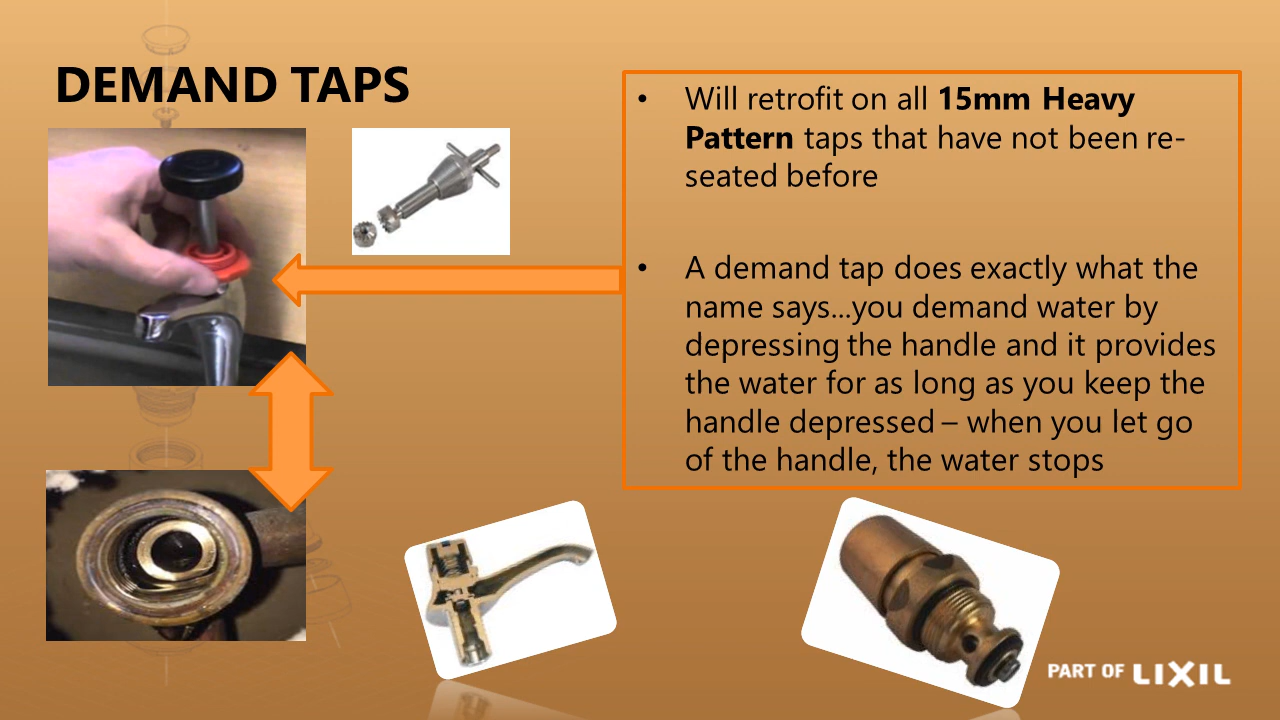 DEMAND TAPS
• Will retrofit on all 15mm Heavy
Pattern taps that have not been re-
seated before
• A demand tap does exactly what the
name says...you demand water by
depressing the handle and it provides
the water for as long as you keep the
handle depressed – when you let go
of the handle, the water stops
PART OF LIXIL